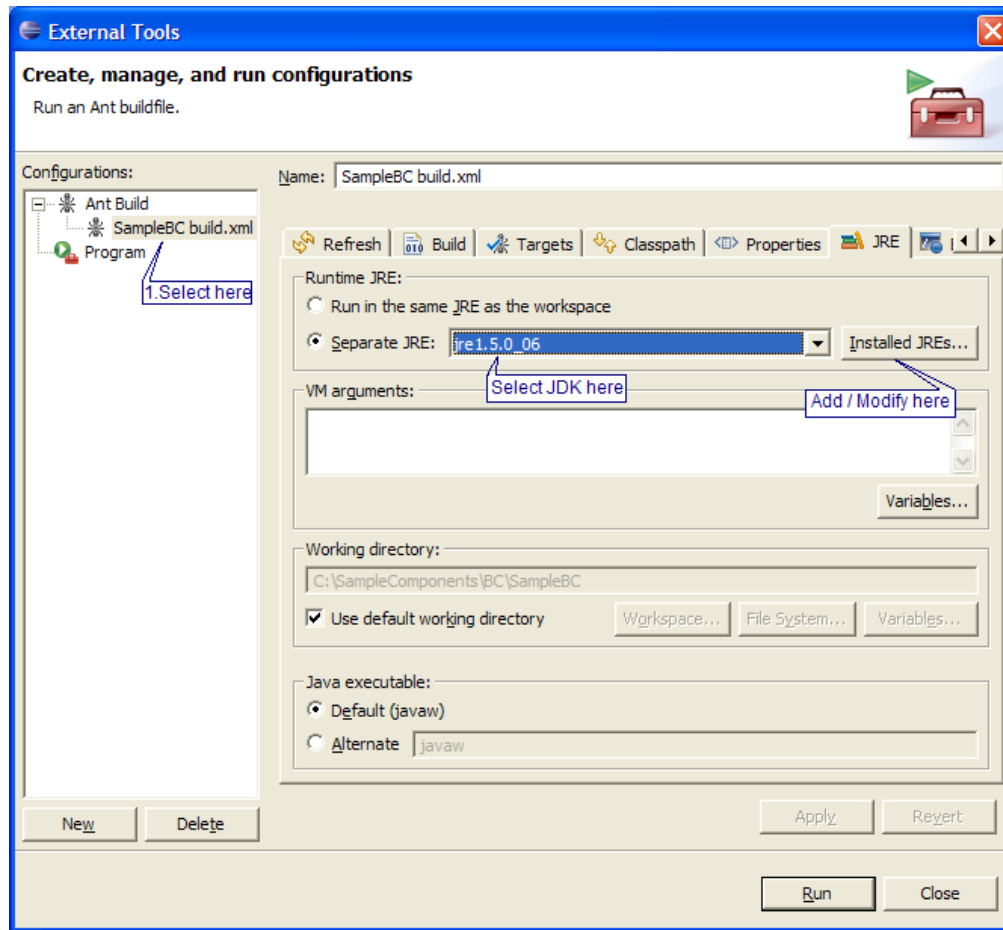 External Tools
Create, manage, and run configurations
Run an Ant buildfile.
Configurations:
Ant Build
SampleBC build.xml
Program
1.Select here
New
Delete
Name: SampleBC build.xml
Refresh Build Targets Classpath Properties JRE
Runtime JRE:
Run in the same JRE as the workspace
Separate JRE: jre1.5.0_06 Installed JREs...
Select JDK here
Add / Modify here
VM arguments:
Variables...
Working directory:
C:\SampleComponents\BC\SampleBC
Use default working directory Workspace... File System... Variables...
Java executable:
Default (javaw)
Alternate javaw
Apply Revert
Run Close